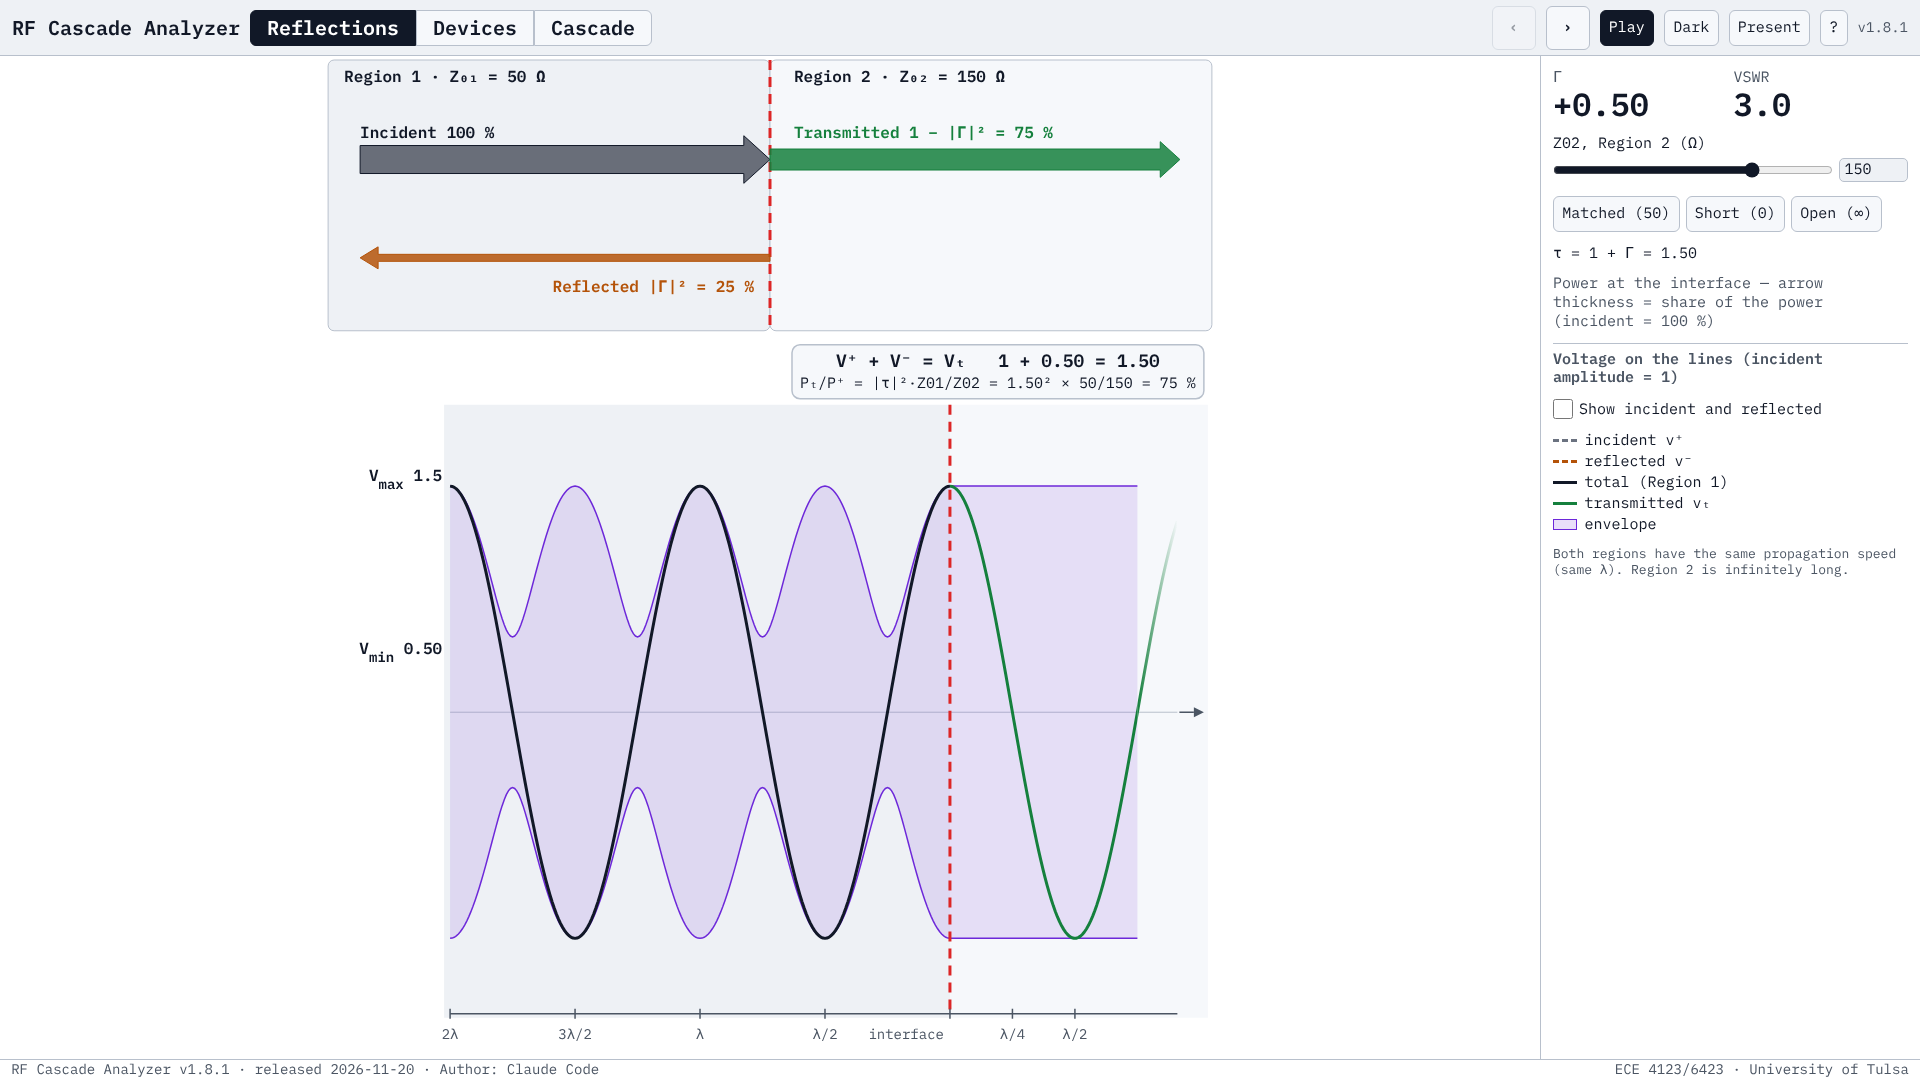 RF Cascade Analyzer Reflections Devices Cascade ‹ › Play Dark Present ? v1.8.1
Region 1 · Z₀₁ = 50 Ω
Region 2 · Z₀₂ = 150 Ω
Incident 100 %
Transmitted 1 − |Γ|² = 75 %
Reflected |Γ|² = 25 %
V⁺ + V⁻ = Vₜ 1 + 0.50 = 1.50
Pₜ/P⁺ = |τ|²·Z01/Z02 = 1.50² × 50/150 = 75 %
Vmax 1.5
Vmin 0.50
2λ 3λ/2 λ λ/2 interface λ/4 λ/2
Γ VSWR
+0.50 3.0
Z02, Region 2 (Ω)
150
Matched (50) Short (0) Open (∞)
τ = 1 + Γ = 1.50
Power at the interface — arrow
thickness = share of the power
(incident = 100 %)
Voltage on the lines (incident
amplitude = 1)
Show incident and reflected
incident v⁺
reflected v⁻
total (Region 1)
transmitted vₜ
envelope
Both regions have the same propagation speed
(same λ). Region 2 is infinitely long.
RF Cascade Analyzer v1.8.1 · released 2026-11-20 · Author: Claude Code
ECE 4123/6423 · University of Tulsa